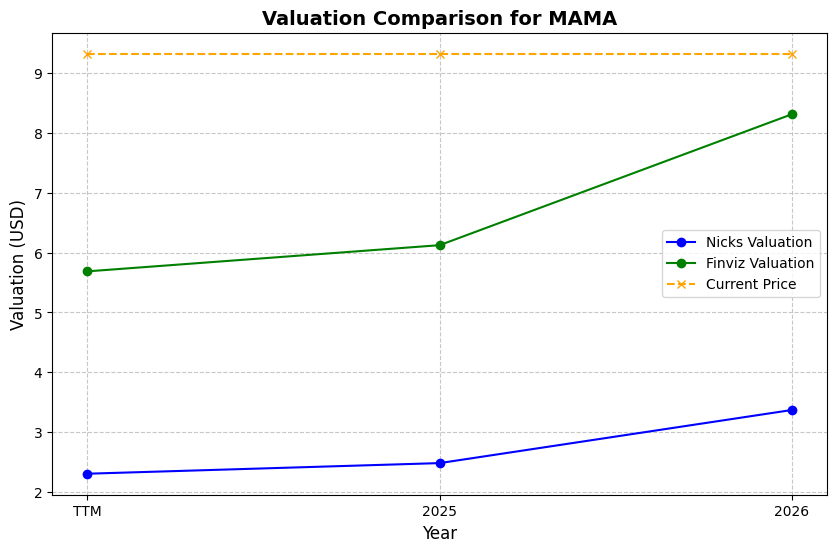 Valuation Comparison for MAMA
Valuation (USD)
9
8
7
6
5
4
3
2
Nicks Valuation
Finviz Valuation
Current Price
TTM
2025
2026
Year